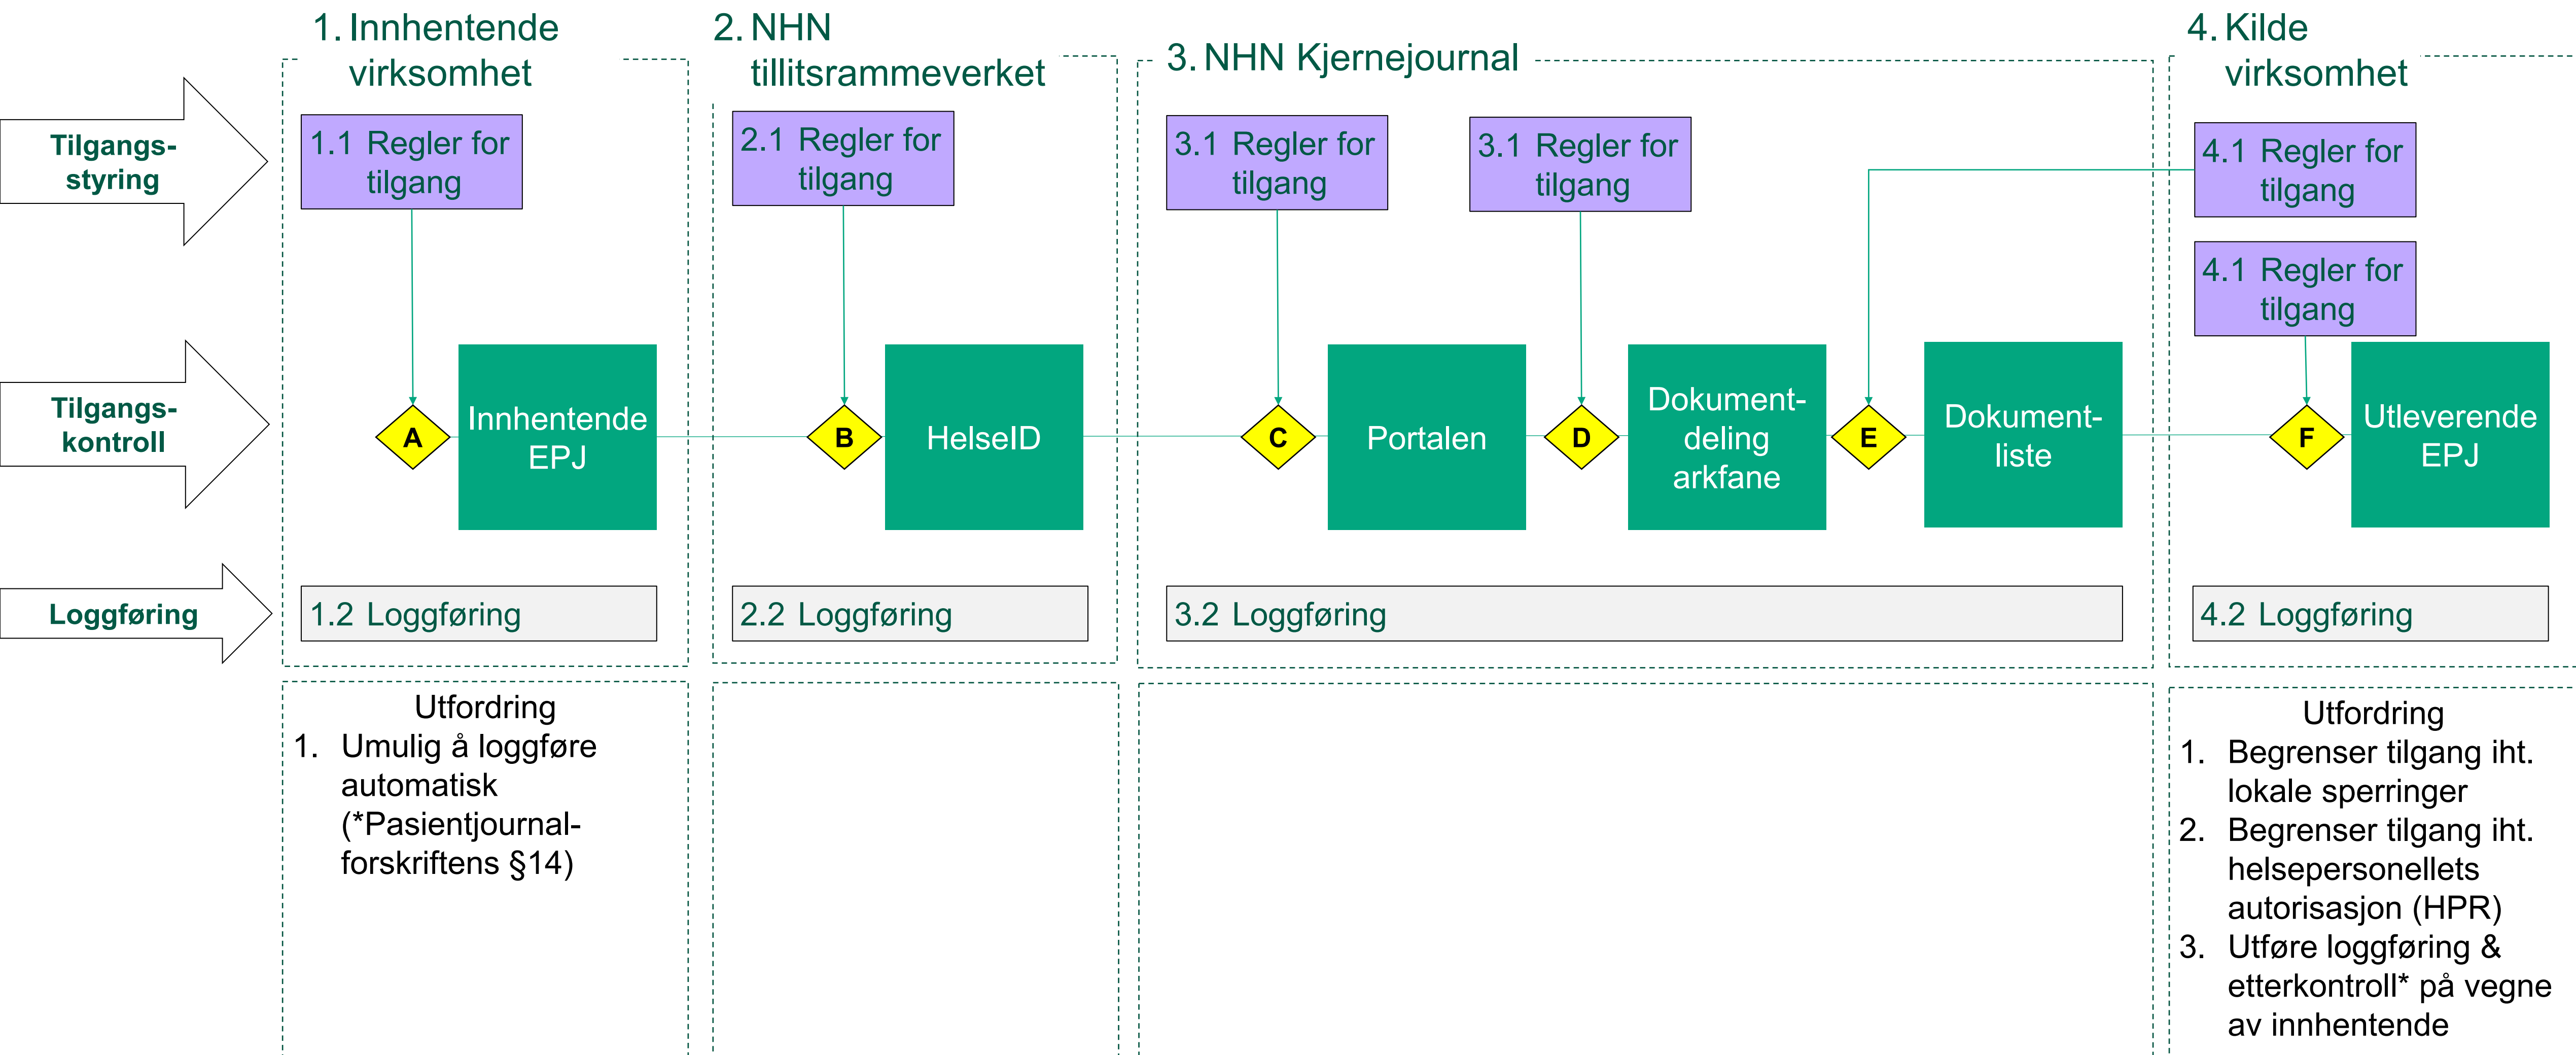 1. Innhentende
virksomhet
2. NHN
tillitsrammeverket
3. NHN Kjernejournal
4. Kilde
virksomhet
Tilgangs-
styring
1.1 Regler for
tilgang
2.1 Regler for
tilgang
3.1 Regler for
tilgang
3.1 Regler for
tilgang
4.1 Regler for
tilgang
4.1 Regler for
tilgang
Tilgangs-
kontroll
A
Innhentende
EPJ
B
HelseID
C
Portalen
D
Dokument-
deling
arkfane
E
Dokument-
liste
F
Utleverende
EPJ
Loggføring
1.2 Loggføring
2.2 Loggføring
3.2 Loggføring
4.2 Loggføring
Utfordring
1. Umulig å loggføre
automatisk
(*Pasientjournal-
forskriftens §14)
Utfordring
1. Begrenser tilgang iht.
lokale sperringer
2. Begrenser tilgang iht.
helsepersonellets
autorisasjon (HPR)
3. Utføre loggføring &
etterkontroll* på vegne
av innhentende